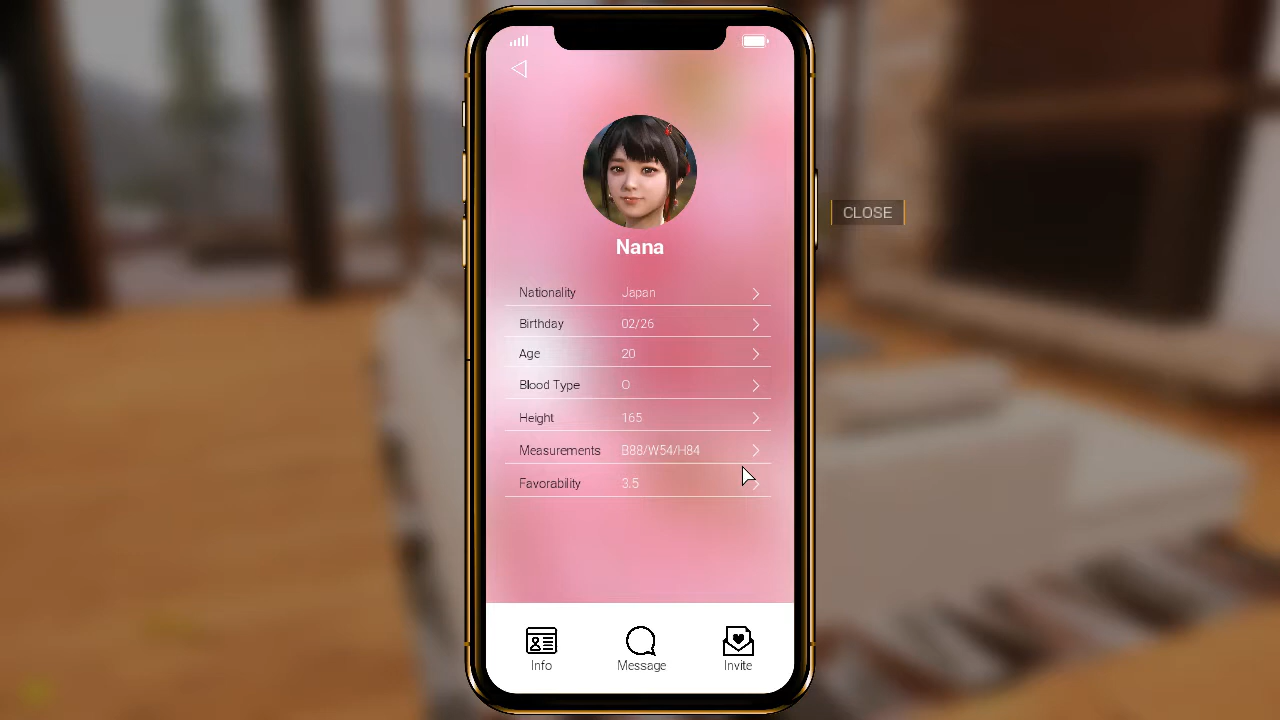 CLOSE
Nana
Nationality Japan
Birthday 02/26
Age 20
Blood Type O
Height 165
Measurements B88/W54/H84
Favorability 3.5
Info Message Invite